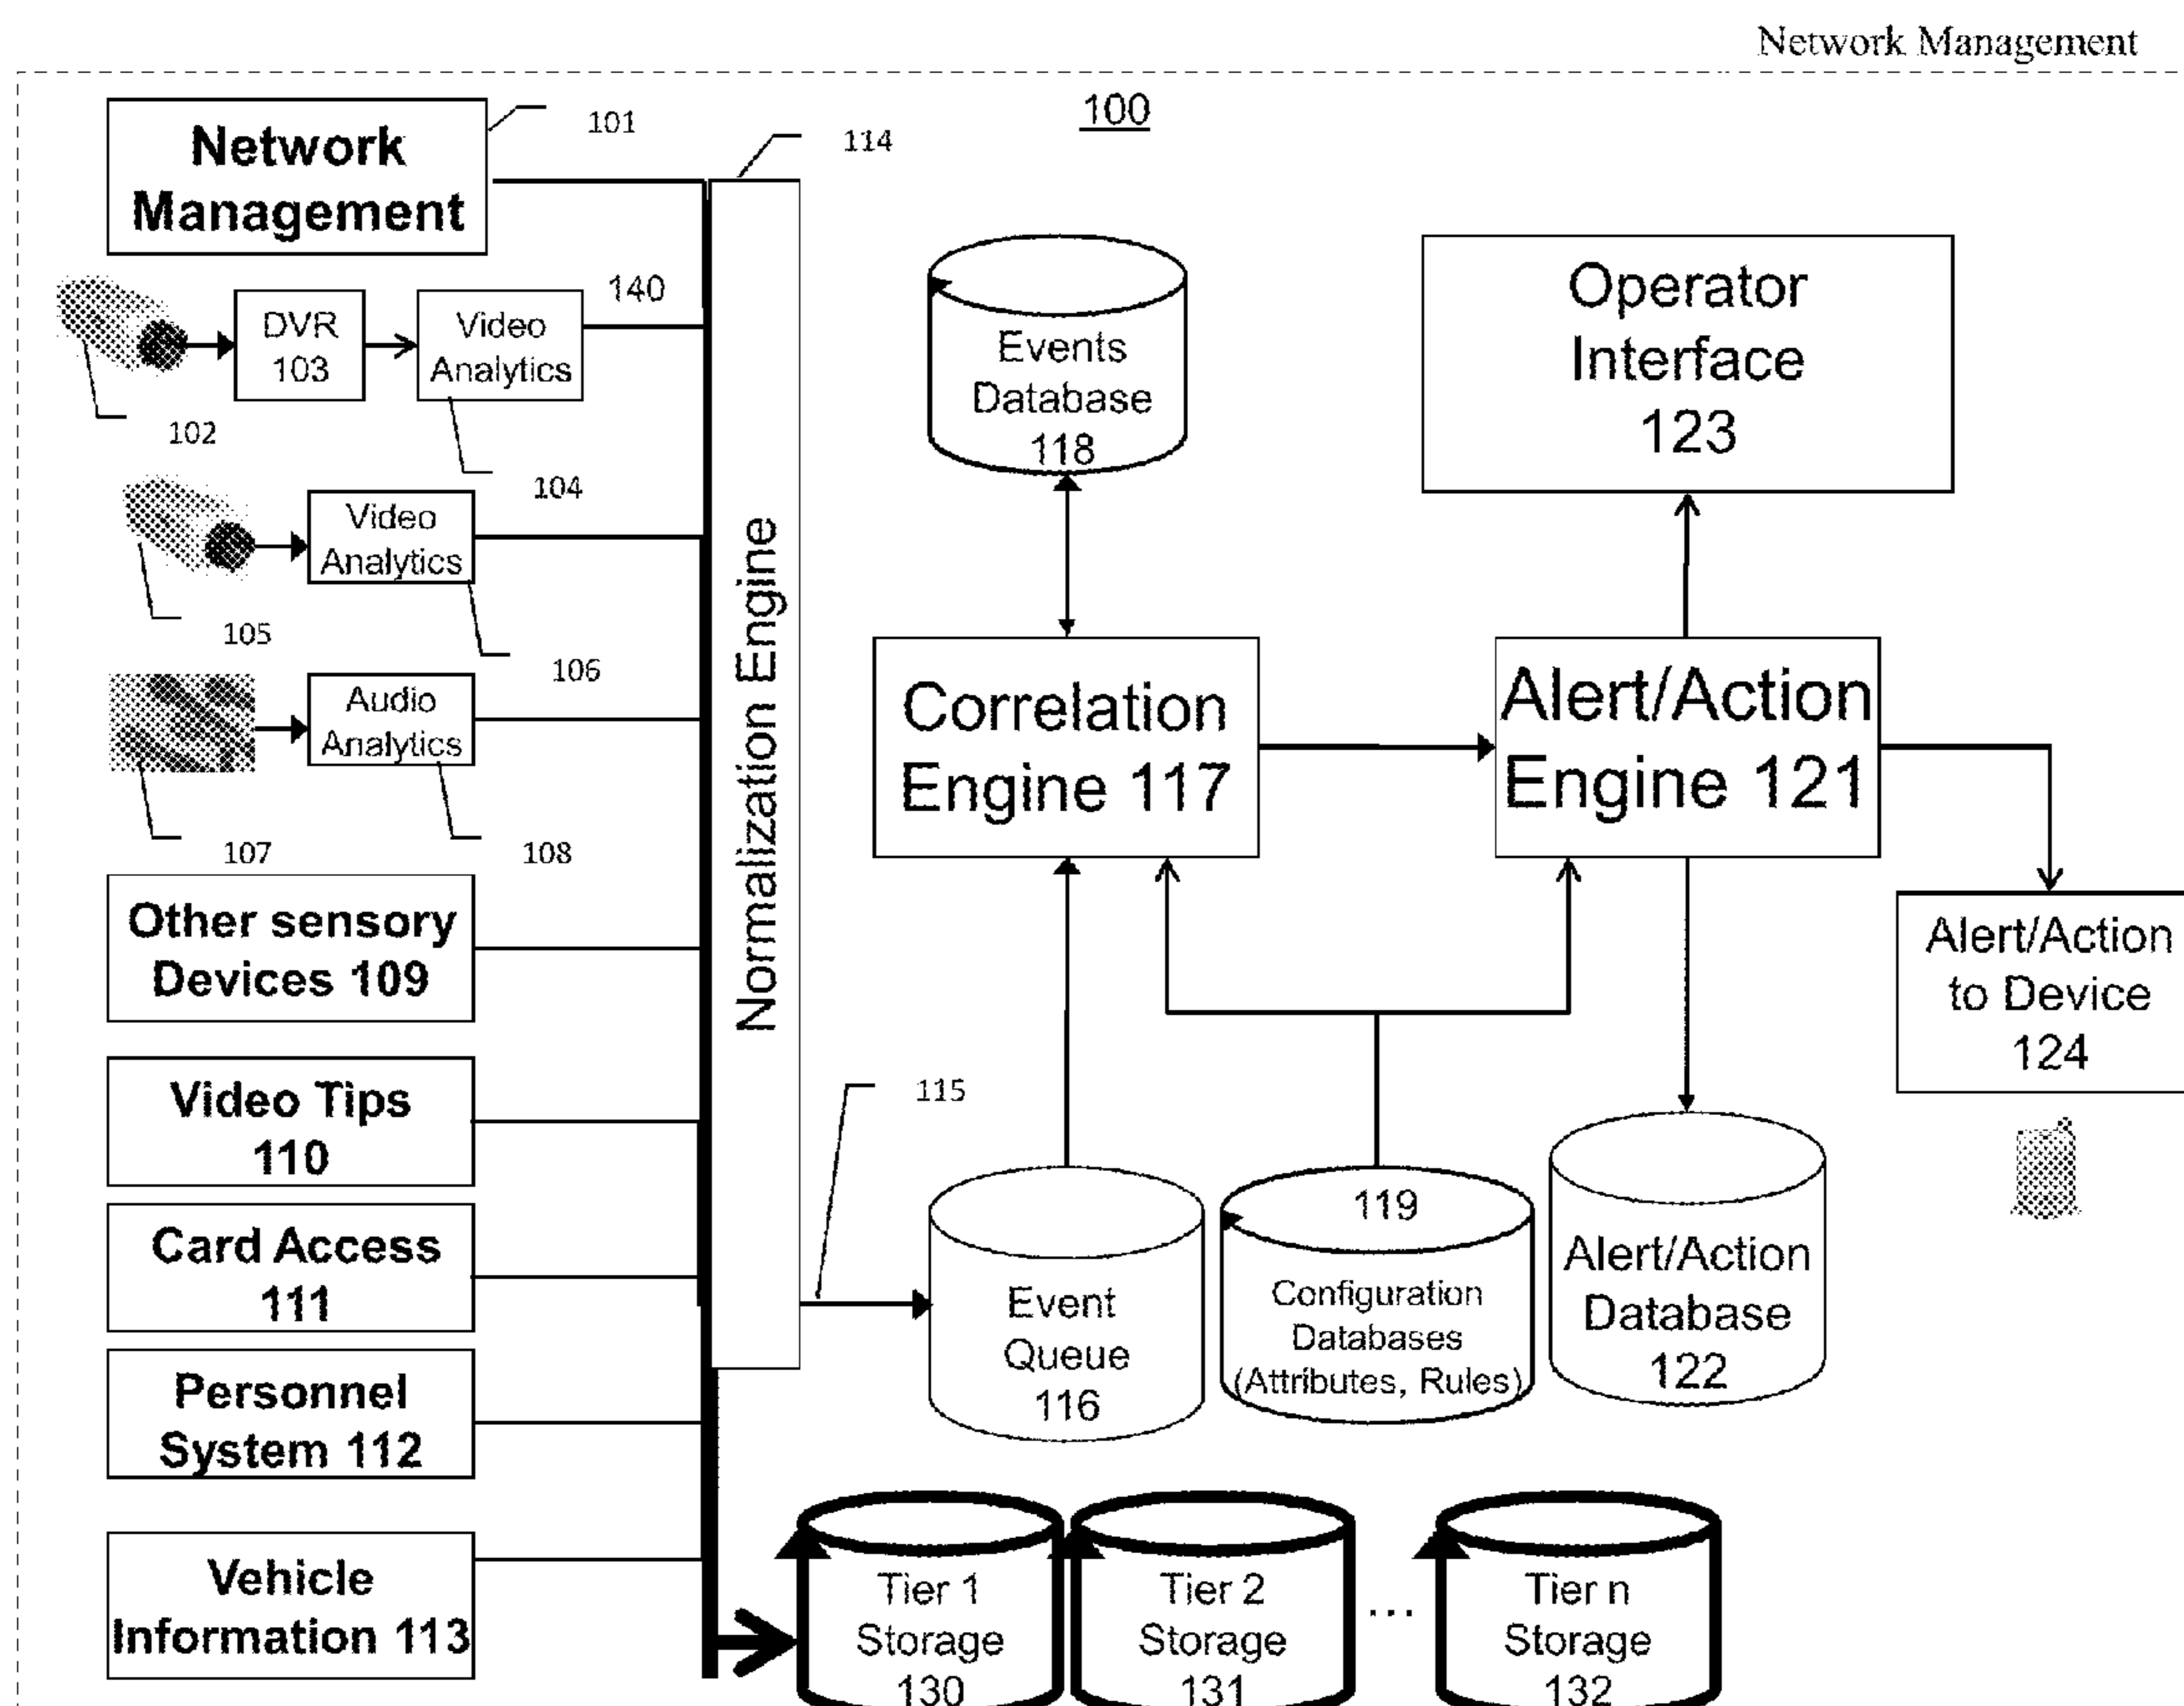 Network Management
100
Network
Management
101
114
140
DVR
103
Video
Analytics
102
104
Video
Analytics
105
106
Audio
Analytics
107
108
Other sensory
Devices 109
Video Tips
110
Card Access
111
Personnel
System 112
Vehicle
Information 113
Normalization Engine
115
Events
Database
118
Operator
Interface
123
Correlation
Engine 117
Alert/Action
Engine 121
Alert/Action
to Device
124
Event
Queue
116
119
Configuration
Databases
(Attributes, Rules)
Alert/Action
Database
122
Tier 1
Storage
130
Tier 2
Storage
131
...
Tier n
Storage
132